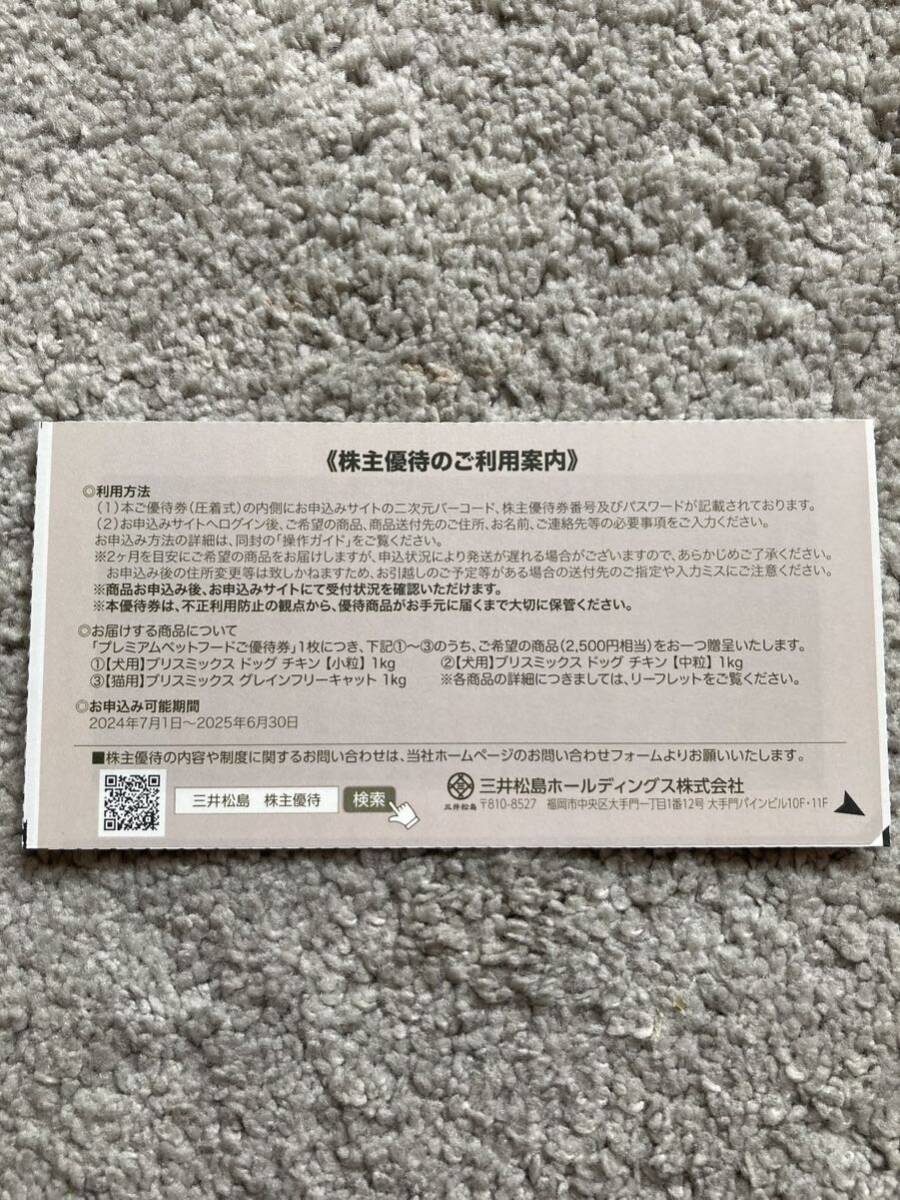 《株主優待のご利用案内》
◎利用方法
(1)本ご優待券(圧着式)の内側にお申込みサイトの二次元バーコード、株主優待券番号及びパスワードが記載されております。
(2)お申込みサイトへログイン後、ご希望の商品、商品送付先のご住所、お名前、ご連絡先等の必要事項をご入力ください。
お申込み方法の詳細は、同封の「操作ガイド」をご覧ください。
※2ヶ月を目安にご希望の商品をお届けしますが、申込状況により発送が遅れる場合がございますので、あらかじめご了承ください。
お申込み後の住所変更等は致しかねますため、お引越しのご予定等がある場合の送付先のご指定や入力ミスにご注意ください。
※商品お申込み後、お申込みサイトにて受付状況を確認いただけます。
※本優待券は、不正利用防止の観点から、優待商品がお手元に届くまで大切に保管ください。
◎お届けする商品について
「プレミアムペットフードご優待券」1枚につき、下記①〜③のうち、ご希望の商品(2,500円相当)をお一つ贈呈いたします。
①【犬用】プリスミックス ドッグ チキン【小粒】1kg ②【犬用】プリスミックス ドッグ チキン【中粒】1kg
③【猫用】プリスミックス グレインフリーキャット 1kg ※各商品の詳細につきましては、リーフレットをご覧ください。
◎お申込み可能期間
2024年7月1日〜2025年6月30日
■株主優待の内容や制度に関するお問い合わせは、当社ホームページのお問い合わせフォームよりお願いいたします。
三井松島 株主優待 検索
三井松島
三井松島ホールディングス株式会社
〒810-8527 福岡市中央区大手門一丁目1番12号 大手門パインビル10F・11F